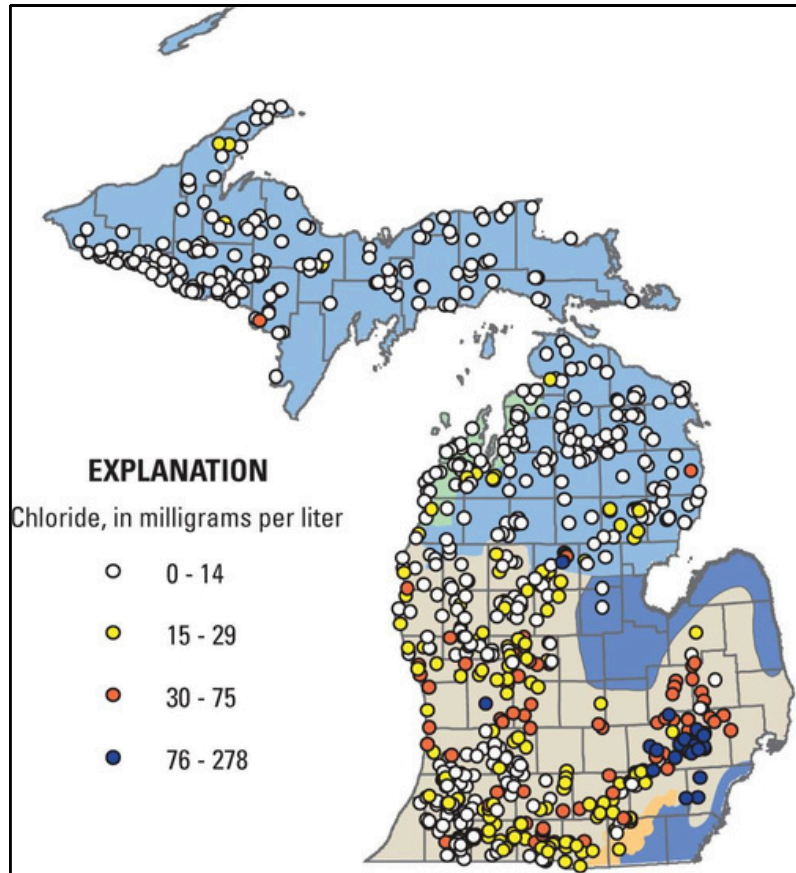 EXPLANATION
Chloride, in milligrams per liter
0 - 14
15 - 29
30 - 75
76 - 278